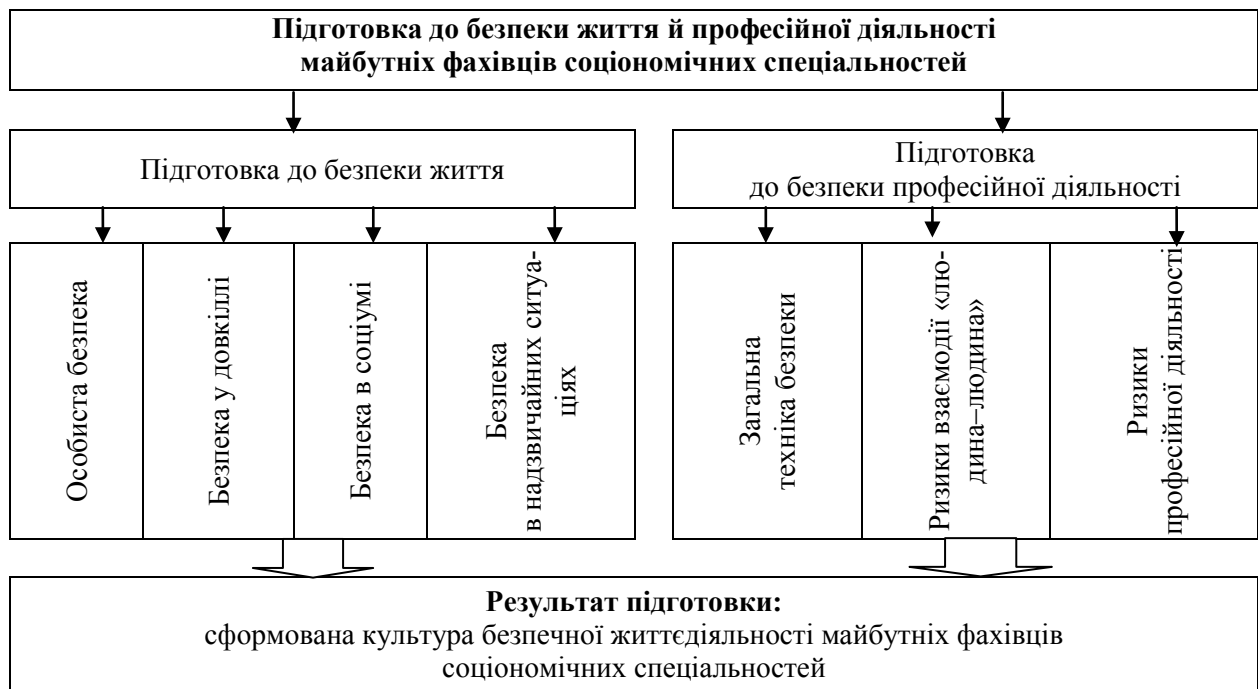 Підготовка до безпеки життя й професійної діяльності
майбутніх фахівців соціономічних спеціальностей
Підготовка до безпеки життя
Підготовка
до безпеки професійної діяльності
Особиста безпека
Безпека у довкіллі
Безпека в соціумі
Безпека
в надзвичайних ситуа-
ціях
Загальна
техніка безпеки
Ризики взаємодії «лю-
дина–людина»
Ризики
професійної діяльності
Результат підготовки:
сформована культура безпечної життєдіяльності майбутніх фахівців
соціономічних спеціальностей